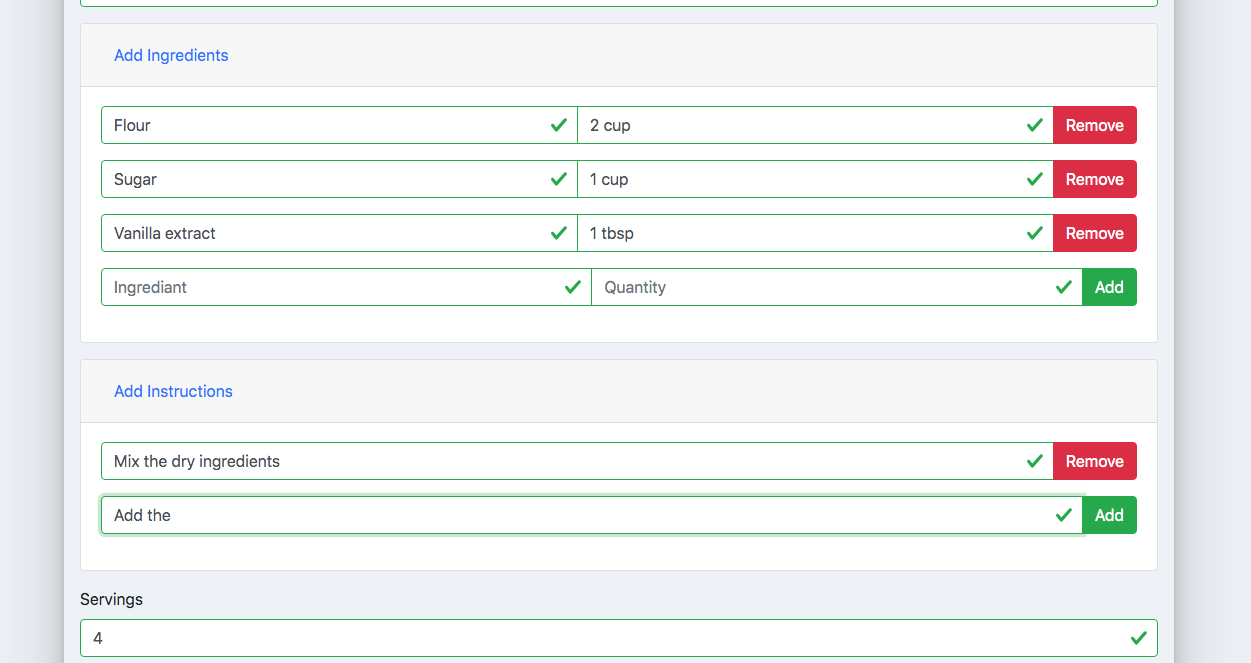 Add Ingredients
Flour 2 cup Remove
Sugar 1 cup Remove
Vanilla extract 1 tbsp Remove
Ingrediant Quantity Add
Add Instructions
Mix the dry ingredients Remove
Add the Add
Servings
4